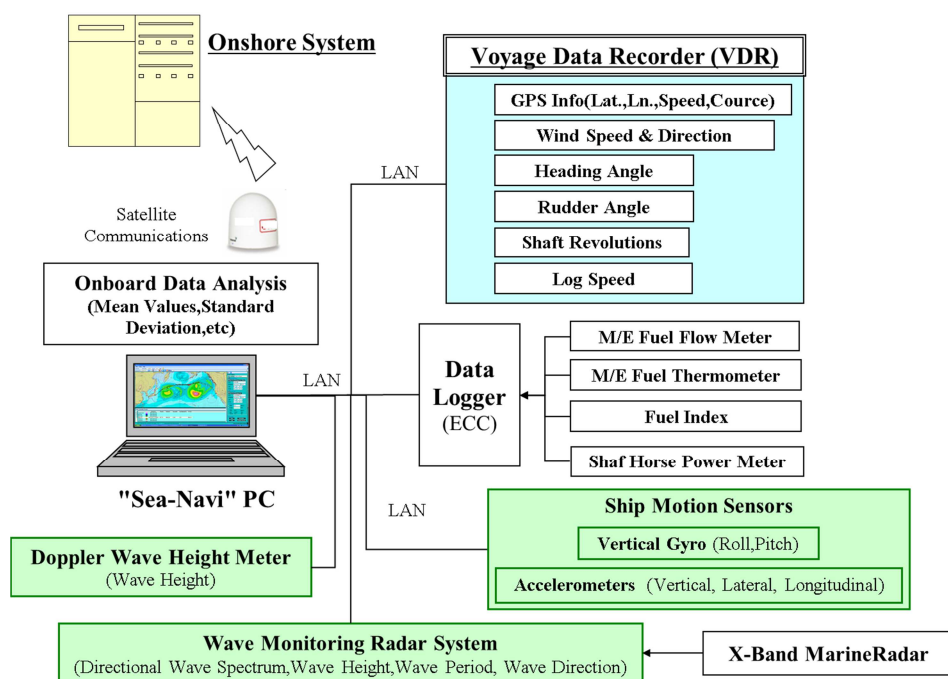 Onshore System
Voyage Data Recorder (VDR)
GPS Info(Lat.,Ln.,Speed,Cource)
Wind Speed & Direction
Heading Angle
Rudder Angle
Shaft Revolutions
Log Speed
LAN
Satellite
Communications
Onboard Data Analysis
(Mean Values,Standard
Deviation,etc)
LAN
Data
Logger
(ECC)
M/E Fuel Flow Meter
M/E Fuel Thermometer
Fuel Index
Shaf Horse Power Meter
"Sea-Navi" PC
LAN
Ship Motion Sensors
Vertical Gyro (Roll,Pitch)
Accelerometers (Vertical, Lateral, Longitudinal)
Doppler Wave Height Meter
(Wave Height)
Wave Monitoring Radar System
(Directional Wave Spectrum,Wave Height,Wave Period, Wave Direction)
X-Band MarineRadar